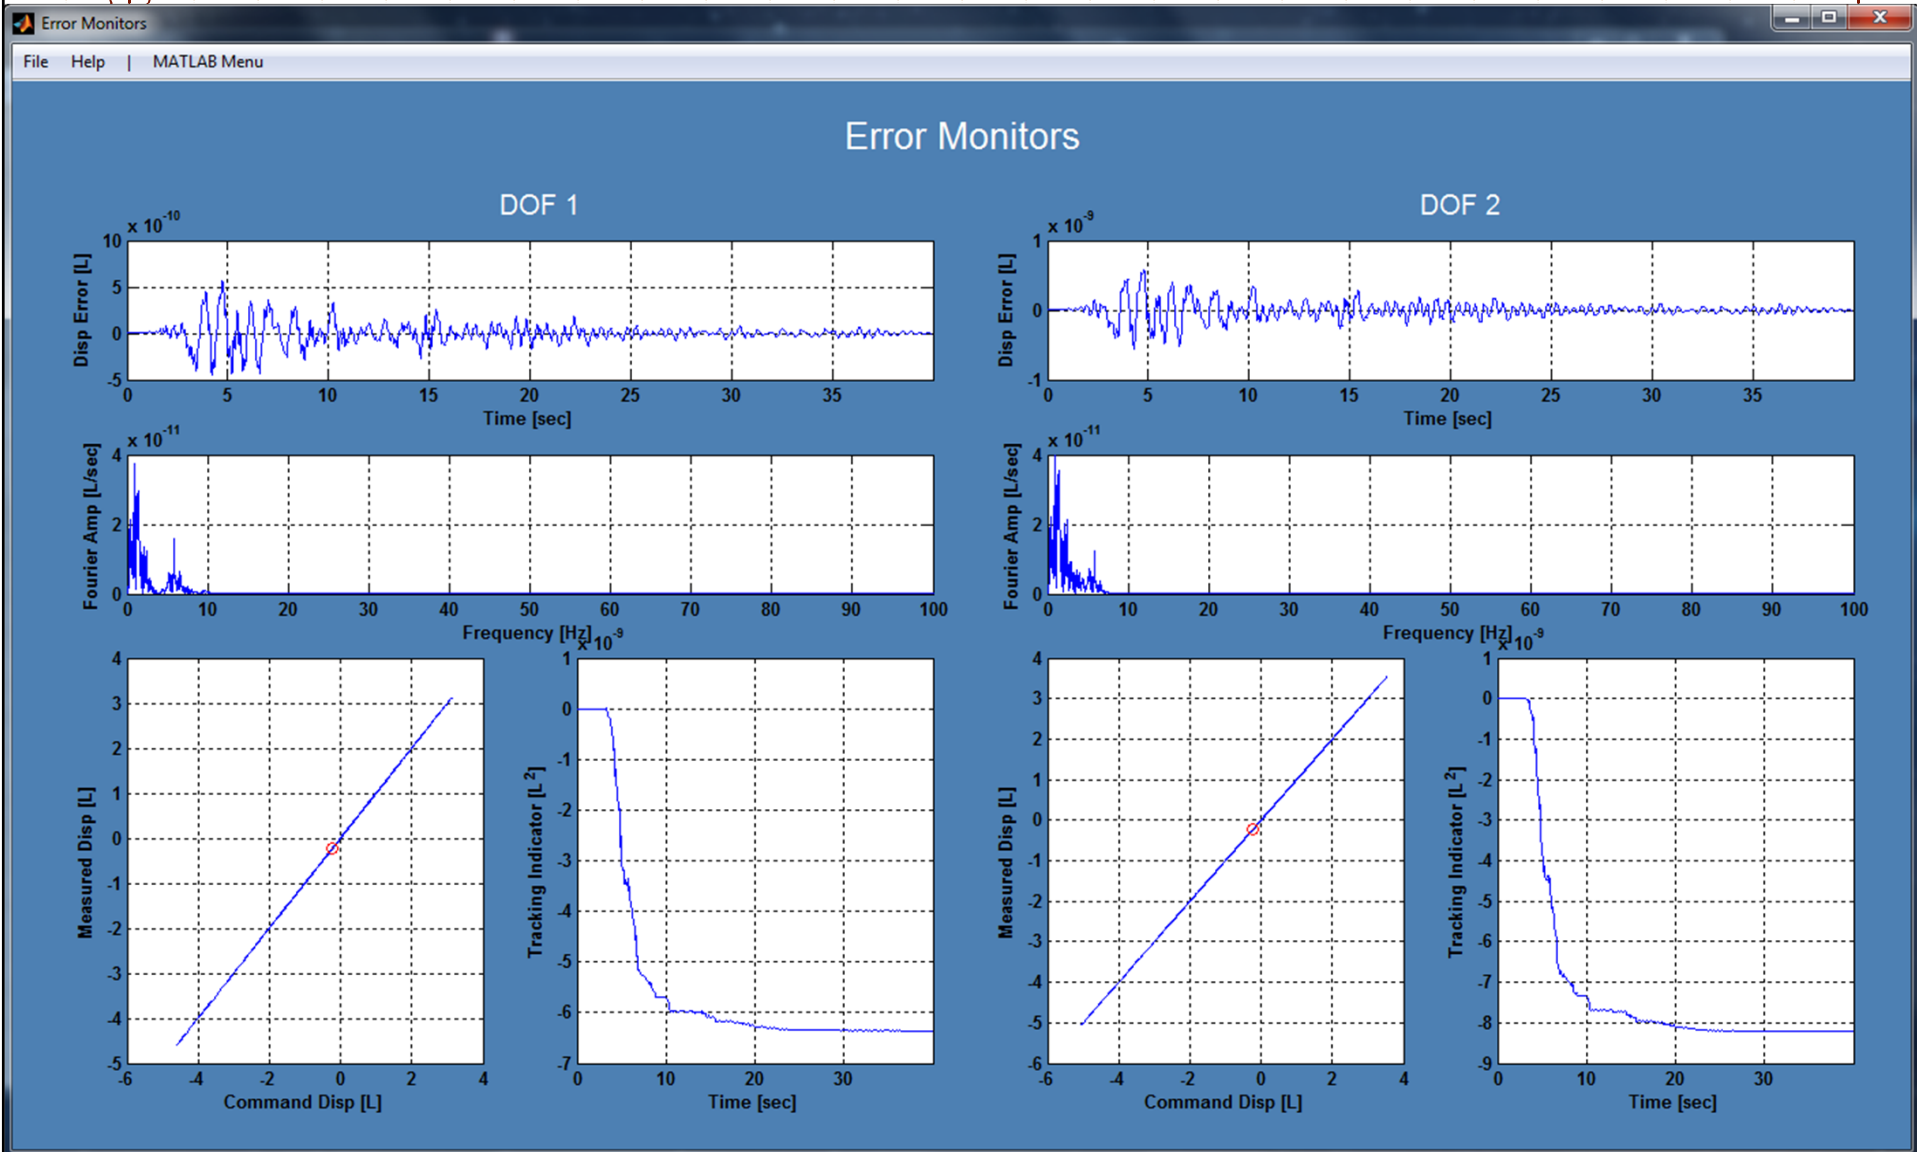 Error Monitors
File Help | MATLAB Menu
Error Monitors
DOF 1
x 10^-10
Disp Error [L]
10
5
0
-5
0 5 10 15 20 25 30 35
Time [sec]
x 10^-11
Fourier Amp [L/sec]
4
2
0
0 10 20 30 40 50 60 70 80 90 100
Frequency [Hz]
Measured Disp [L]
4
3
2
1
0
-1
-2
-3
-4
-5
-6 -4 -2 0 2 4
Command Disp [L]
x 10^-9
Tracking Indicator [L^2]
1
0
-1
-2
-3
-4
-5
-6
-7
0 10 20 30
Time [sec]
DOF 2
x 10^-9
Disp Error [L]
1
0
-1
0 5 10 15 20 25 30 35
Time [sec]
x 10^-11
Fourier Amp [L/sec]
4
2
0
0 10 20 30 40 50 60 70 80 90 100
Frequency [Hz]
Measured Disp [L]
4
3
2
1
0
-1
-2
-3
-4
-5
-6
-6 -4 -2 0 2 4
Command Disp [L]
x 10^-9
Tracking Indicator [L^2]
1
0
-1
-2
-3
-4
-5
-6
-7
-8
-9
0 10 20 30
Time [sec]